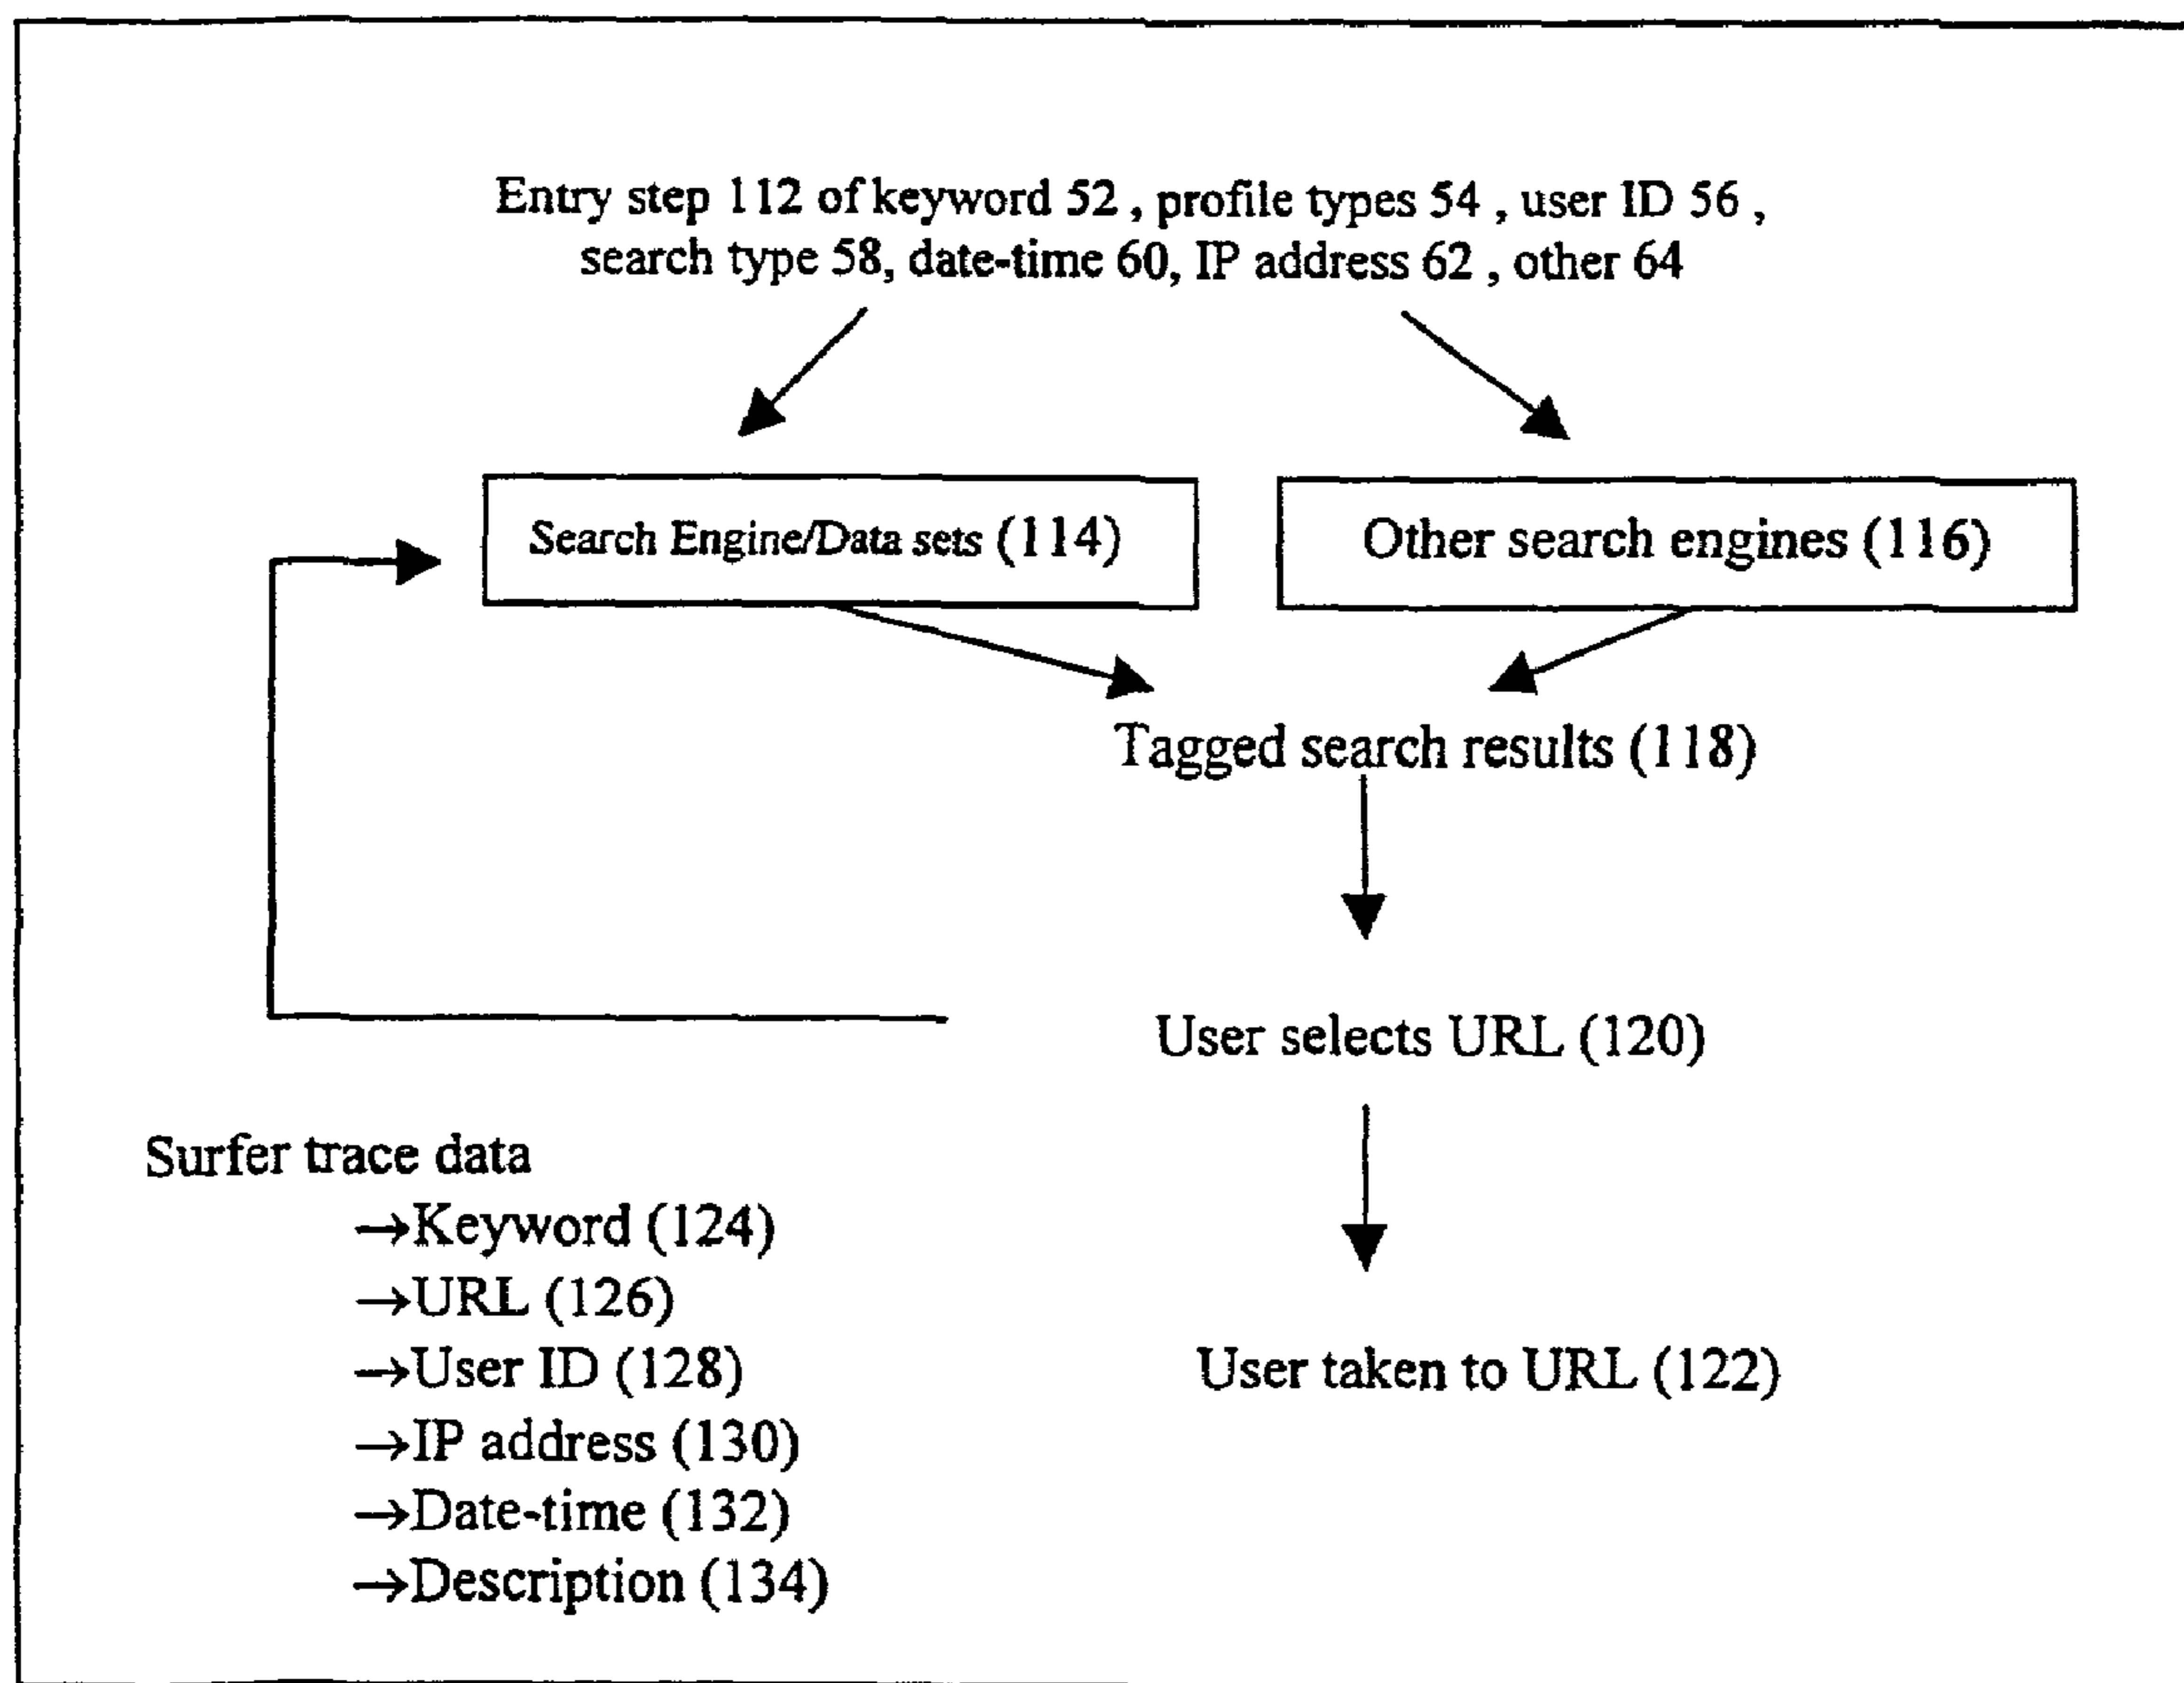 Entry step 112 of keyword 52 , profile types 54 , user ID 56 ,
search type 58, date-time 60, IP address 62 , other 64
Search Engine/Data sets (114)
Other search engines (116)
Tagged search results (118)
User selects URL (120)
Surfer trace data
→Keyword (124)
→URL (126)
→User ID (128)
→IP address (130)
→Date-time (132)
→Description (134)
User taken to URL (122)